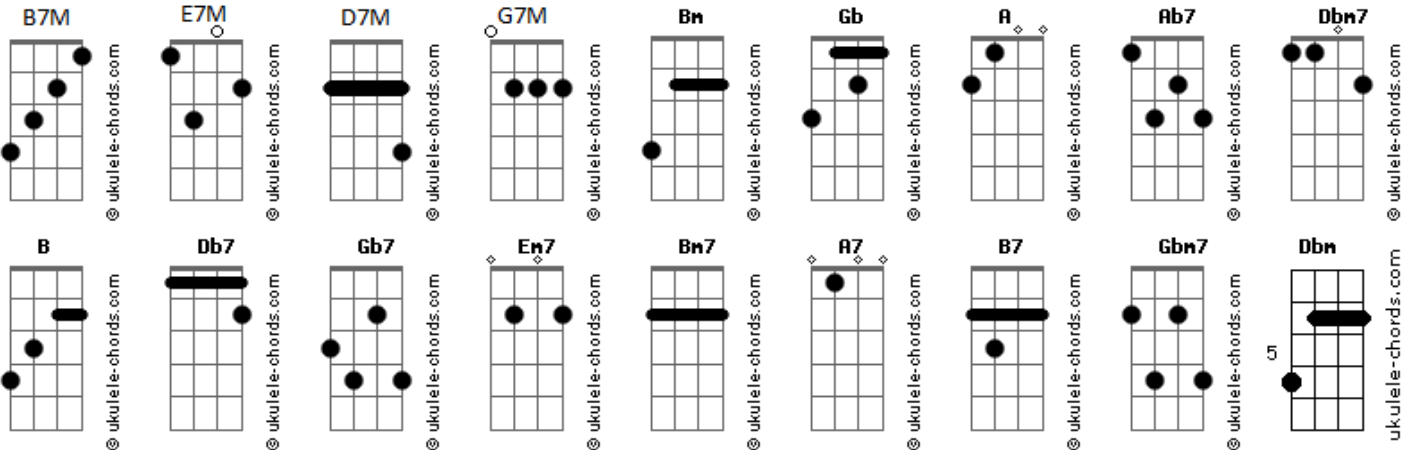 B7M E7M D7M G7M Bm Gb A Ab7 Dbm7
© ukulele-chords.com © ukulele-chords.com © ukulele-chords.com © ukulele-chords.com © ukulele-chords.com © ukulele-chords.com © ukulele-chords.com © ukulele-chords.com © ukulele-chords.com
B Db7 Gb7 Em7 Bm7 A7 B7 Gbm7 Dbm
5
© ukulele-chords.com © ukulele-chords.com © ukulele-chords.com © ukulele-chords.com © ukulele-chords.com © ukulele-chords.com © ukulele-chords.com © ukulele-chords.com ukulele-chords.com